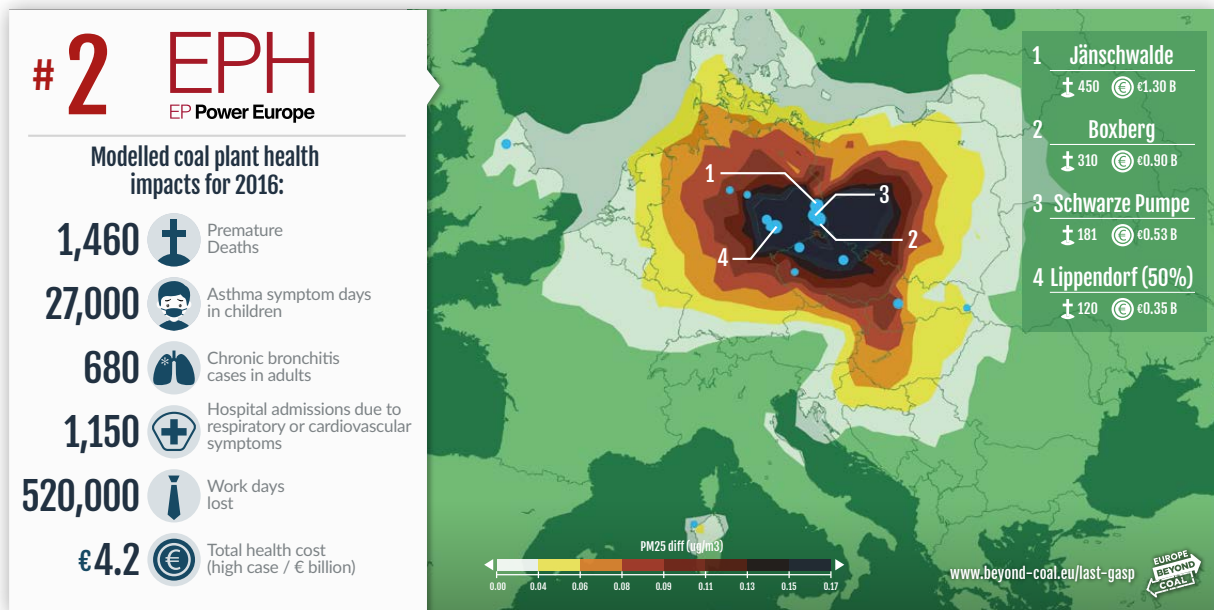 #2
EPH
EP Power Europe
Modelled coal plant health
impacts for 2016:
1,460
Premature
Deaths
27,000
Asthma symptom days
in children
680
Chronic bronchitis
cases in adults
1,150
Hospital admissions due to
respiratory or cardiovascular
symptoms
520,000
Work days
lost
€4.2
Total health cost
(high case / € billion)
1
2
3
4
1 Jänschwalde
450 € €1.30 B
2 Boxberg
310 € €0.90 B
3 Schwarze Pumpe
181 € €0.53 B
4 Lippendorf (50%)
120 € €0.35 B
PM25 diff (ug/m3)
0.00 0.04 0.06 0.08 0.09 0.11 0.13 0.15 0.17
www.beyond-coal.eu/last-gasp
EUROPE
BEYOND
COAL